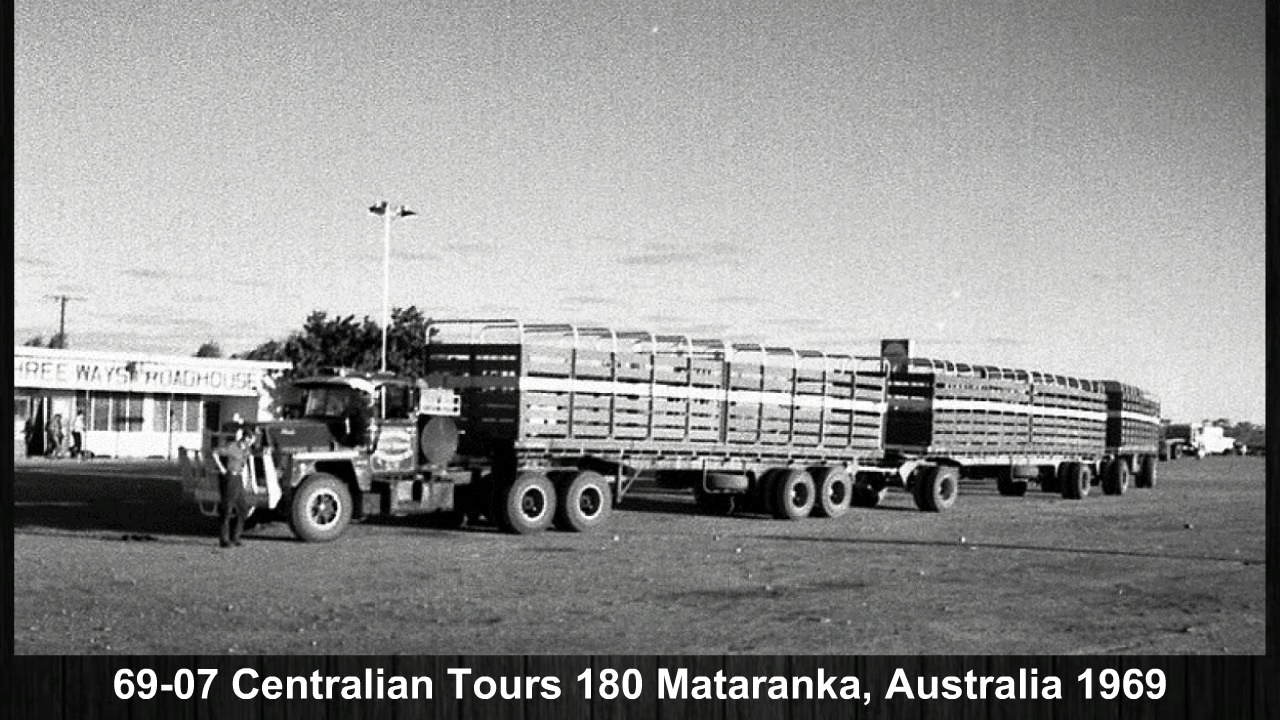 HREE WAYS ROADHOUSE
69-07 Centralian Tours 180 Mataranka, Australia 1969